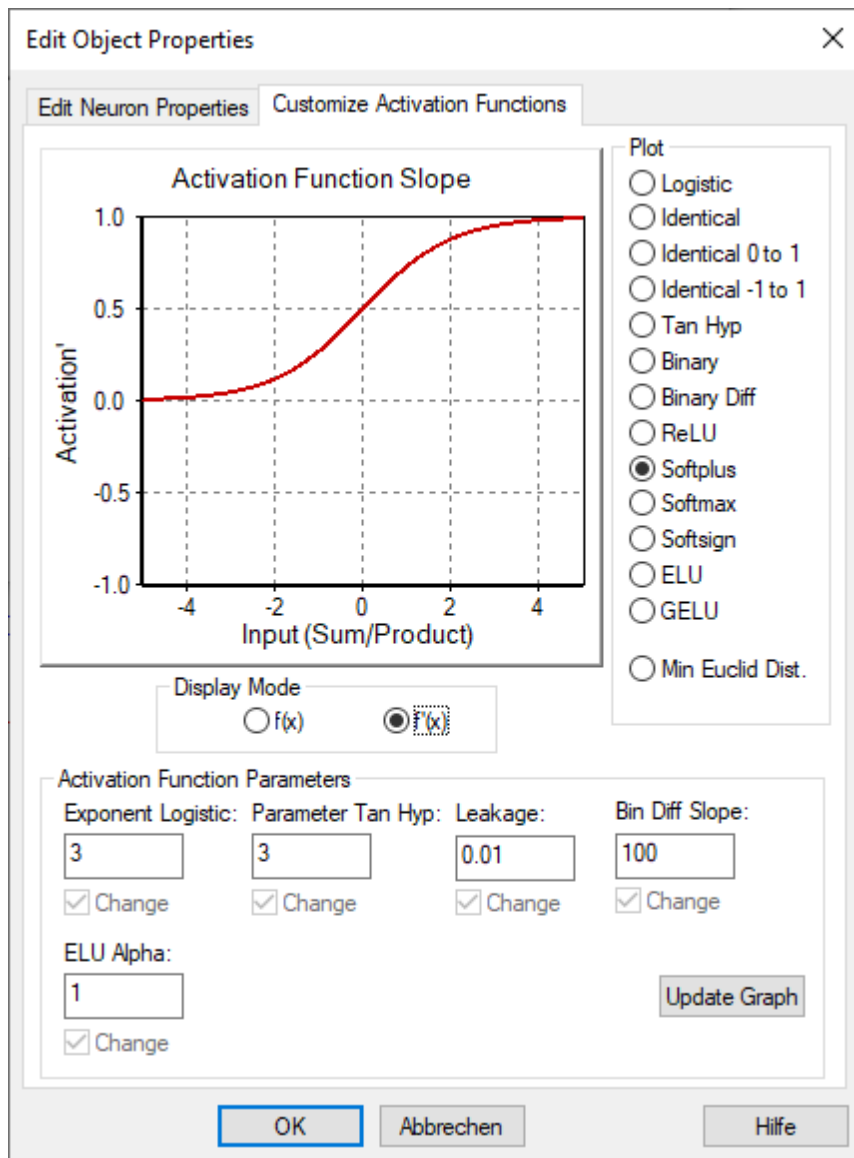 Edit Object Properties
Edit Neuron Properties
Customize Activation Functions
Activation Function Slope
1.0
0.5
0.0
-0.5
-1.0
Activation'
-4 -2 0 2 4
Input (Sum/Product)
Plot
Logistic
Identical
Identical 0 to 1
Identical -1 to 1
Tan Hyp
Binary
Binary Diff
ReLU
Softplus
Softmax
Softsign
ELU
GELU
Min Euclid Dist.
Display Mode
f(x) f'(x)
Activation Function Parameters
Exponent Logistic: Parameter Tan Hyp: Leakage: Bin Diff Slope:
3 3 0.01 100
Change Change Change Change
ELU Alpha:
1
Change
Update Graph
OK Abbrechen Hilfe